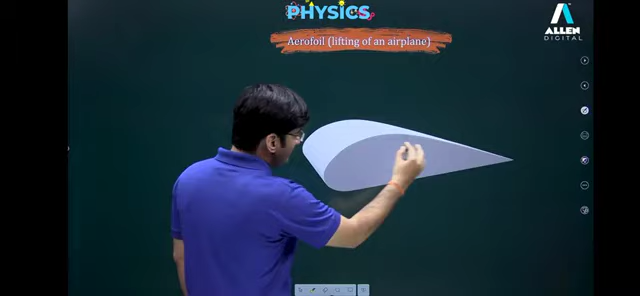 PHYSICS
Aerofoil (lifting of an airplane)
ALLEN
DIGITAL